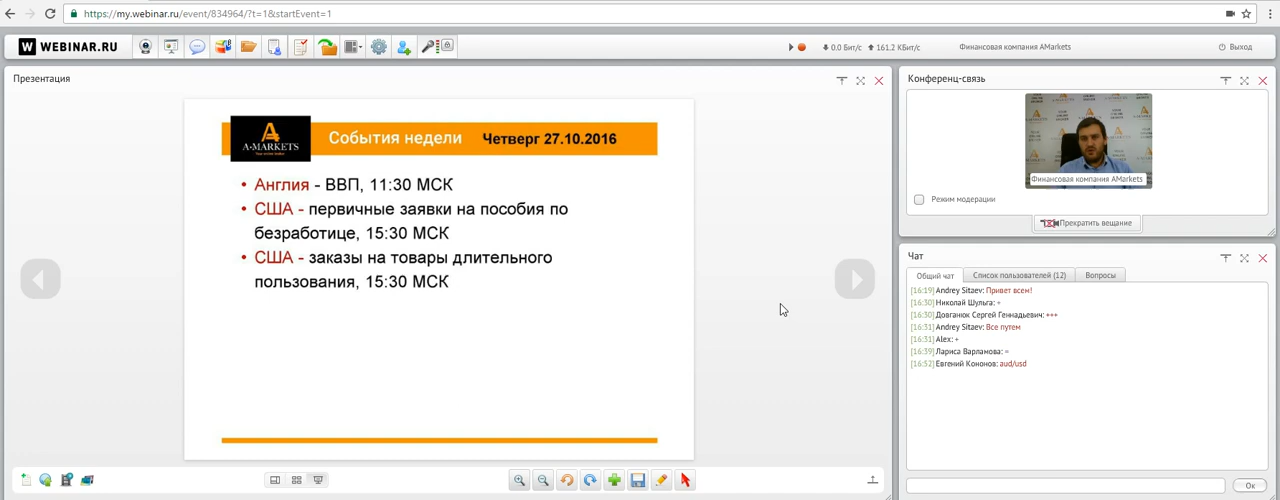 https://my.webinar.ru/event/834964/?t=1&startEvent=1
W WEBINAR.RU
0.0 Бит/с 161.2 КБит/с
Финансовая компания AMarkets
Выход
Презентация
A-MARKETS
События недели Четверг 27.10.2016
• Англия - ВВП, 11:30 МСК
• США - первичные заявки на пособия по
безработице, 15:30 МСК
• США - заказы на товары длительного
пользования, 15:30 МСК
Конференц-связь
Финансовая компания AMarkets
Режим модерации
Прекратить вещание
Чат
Общий чат Список пользователей (12) Вопросы
[16:19] Andrey Sitaev: Привет всем!
[16:30] Николай Шульга: +
[16:30] Довганюк Сергей Геннадьевич: +++
[16:31] Andrey Sitaev: Все путем
[16:31] Alex: +
[16:39] Лариса Варламова: =
[16:52] Евгений Кононов: aud/usd
Ок